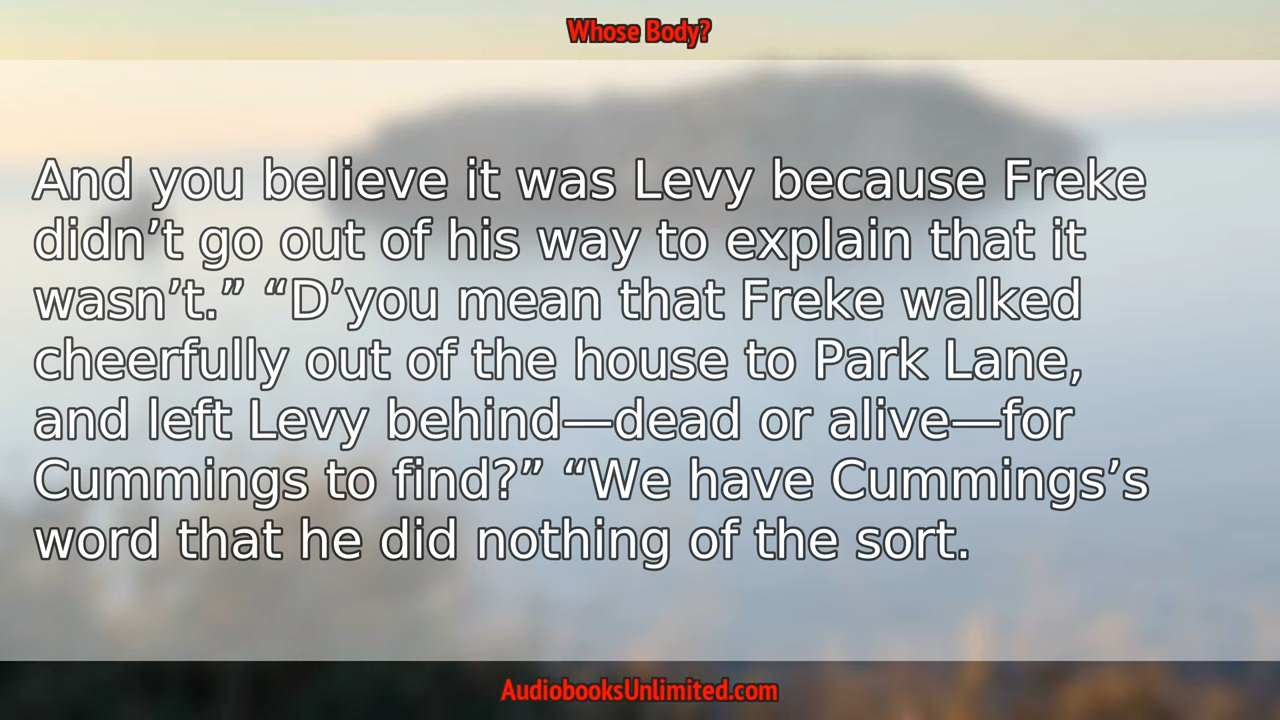 Whose Body?
And you believe it was Levy because Freke
didn’t go out of his way to explain that it
wasn’t.” “D’you mean that Freke walked
cheerfully out of the house to Park Lane,
and left Levy behind—dead or alive—for
Cummings to find?” “We have Cummings’s
word that he did nothing of the sort.
AudiobooksUnlimited.com